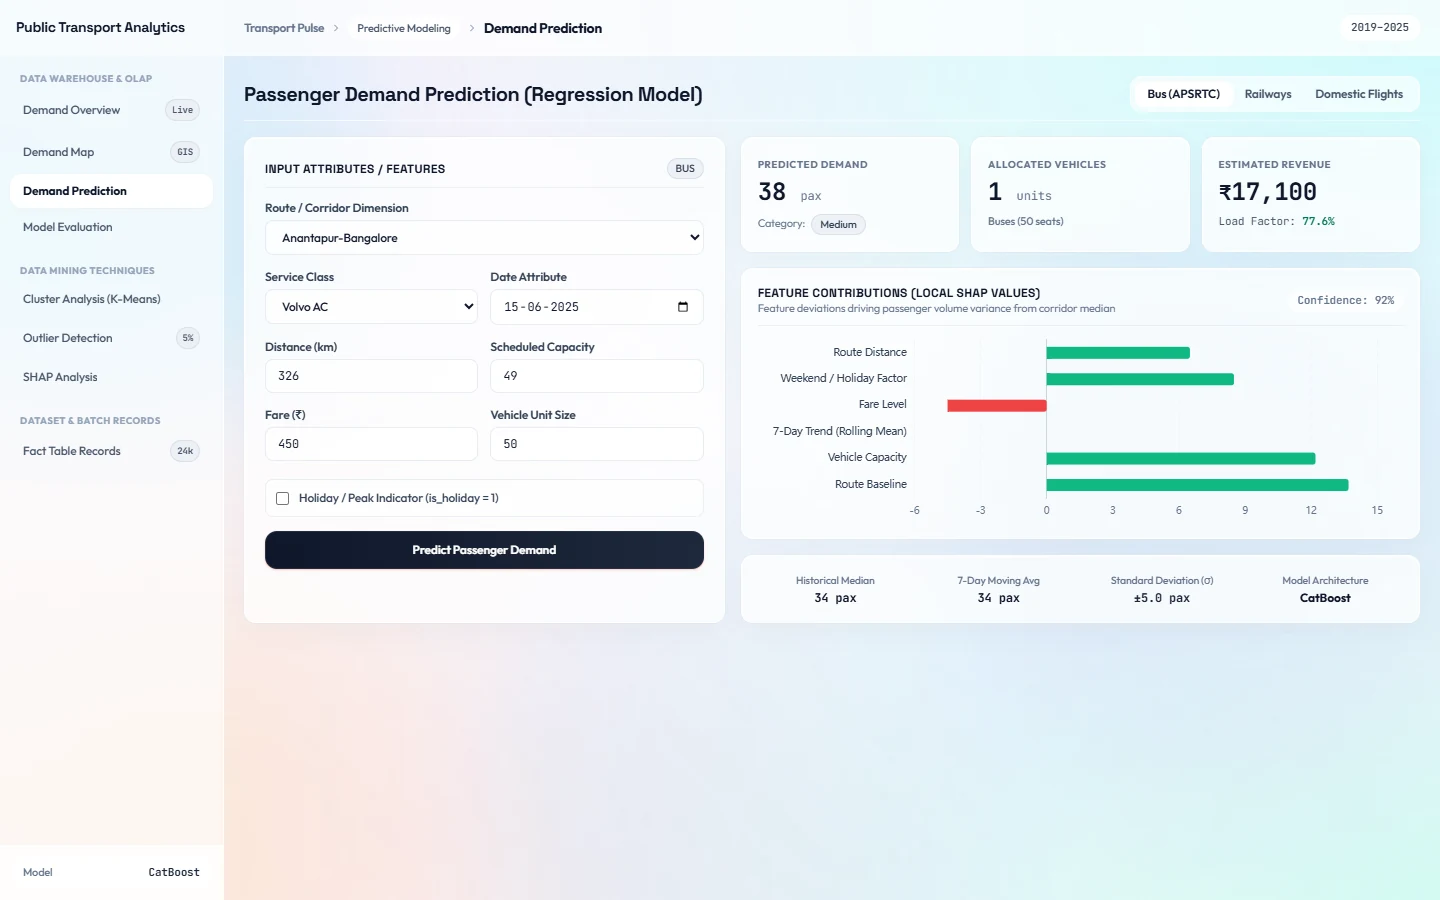 Public Transport Analytics
Transport Pulse > Predictive Modeling > Demand Prediction
2019–2025
DATA WAREHOUSE & OLAP
Demand Overview
Live
Demand Map
GIS
Demand Prediction
Model Evaluation
DATA MINING TECHNIQUES
Cluster Analysis (K-Means)
Outlier Detection
5%
SHAP Analysis
DATASET & BATCH RECORDS
Fact Table Records
24k
Model
CatBoost
Passenger Demand Prediction (Regression Model)
Bus (APSRTC)
Railways
Domestic Flights
INPUT ATTRIBUTES / FEATURES
BUS
Route / Corridor Dimension
Anantapur-Bangalore
Service Class
Date Attribute
Volvo AC
15-06-2025
Distance (km)
Scheduled Capacity
326
49
Fare (₹)
Vehicle Unit Size
450
50
Holiday / Peak Indicator (is_holiday = 1)
Predict Passenger Demand
PREDICTED DEMAND
38 pax
Category: Medium
ALLOCATED VEHICLES
1 units
Buses (50 seats)
ESTIMATED REVENUE
₹17,100
Load Factor: 77.6%
FEATURE CONTRIBUTIONS (LOCAL SHAP VALUES)
Feature deviations driving passenger volume variance from corridor median
Confidence: 92%
Route Distance
Weekend / Holiday Factor
Fare Level
7-Day Trend (Rolling Mean)
Vehicle Capacity
Route Baseline
-6 -3 0 3 6 9 12 15
Historical Median
34 pax
7-Day Moving Avg
34 pax
Standard Deviation (σ)
±5.0 pax
Model Architecture
CatBoost